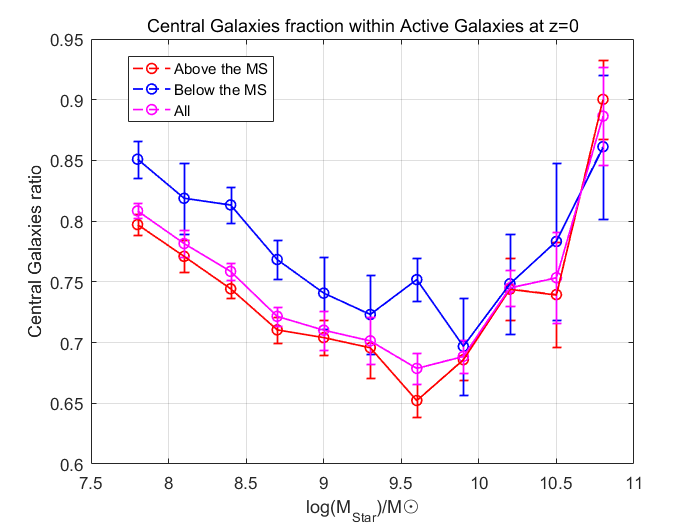 Central Galaxies fraction within Active Galaxies at z=0
Above the MS
Below the MS
All
Central Galaxies ratio
0.95
0.9
0.85
0.8
0.75
0.7
0.65
0.6
7.5 8 8.5 9 9.5 10 10.5 11
log(M_Star)/M☉